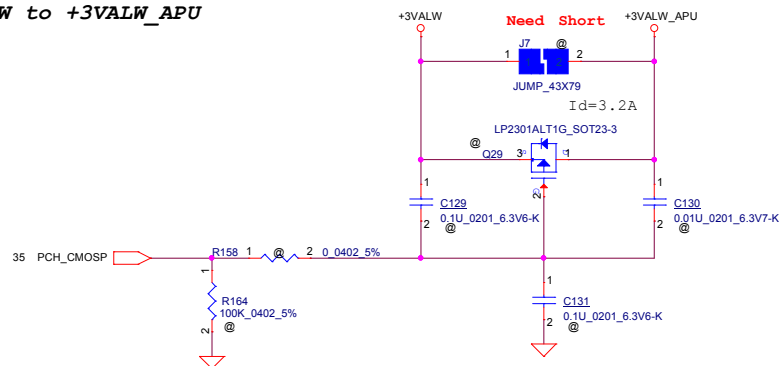 W to +3VALW_APU
+3VALW
Need Short
+3VALW_APU
J7
@
1
2
1
2
JUMP_43X79
Id=3.2A
LP2301ALT1G_SOT23-3
@
Q29
3
1
S
G
D
2
1
C129
0.1U_0201_6.3V6-K
2
@
1
C130
0.01U_0201_6.3V7-K
2
@
35 PCH_CMOSP
R158
1
@
2
0_0402_5%
1
R164
100K_0402_5%
2
@
1
C131
0.1U_0201_6.3V6-K
2
@